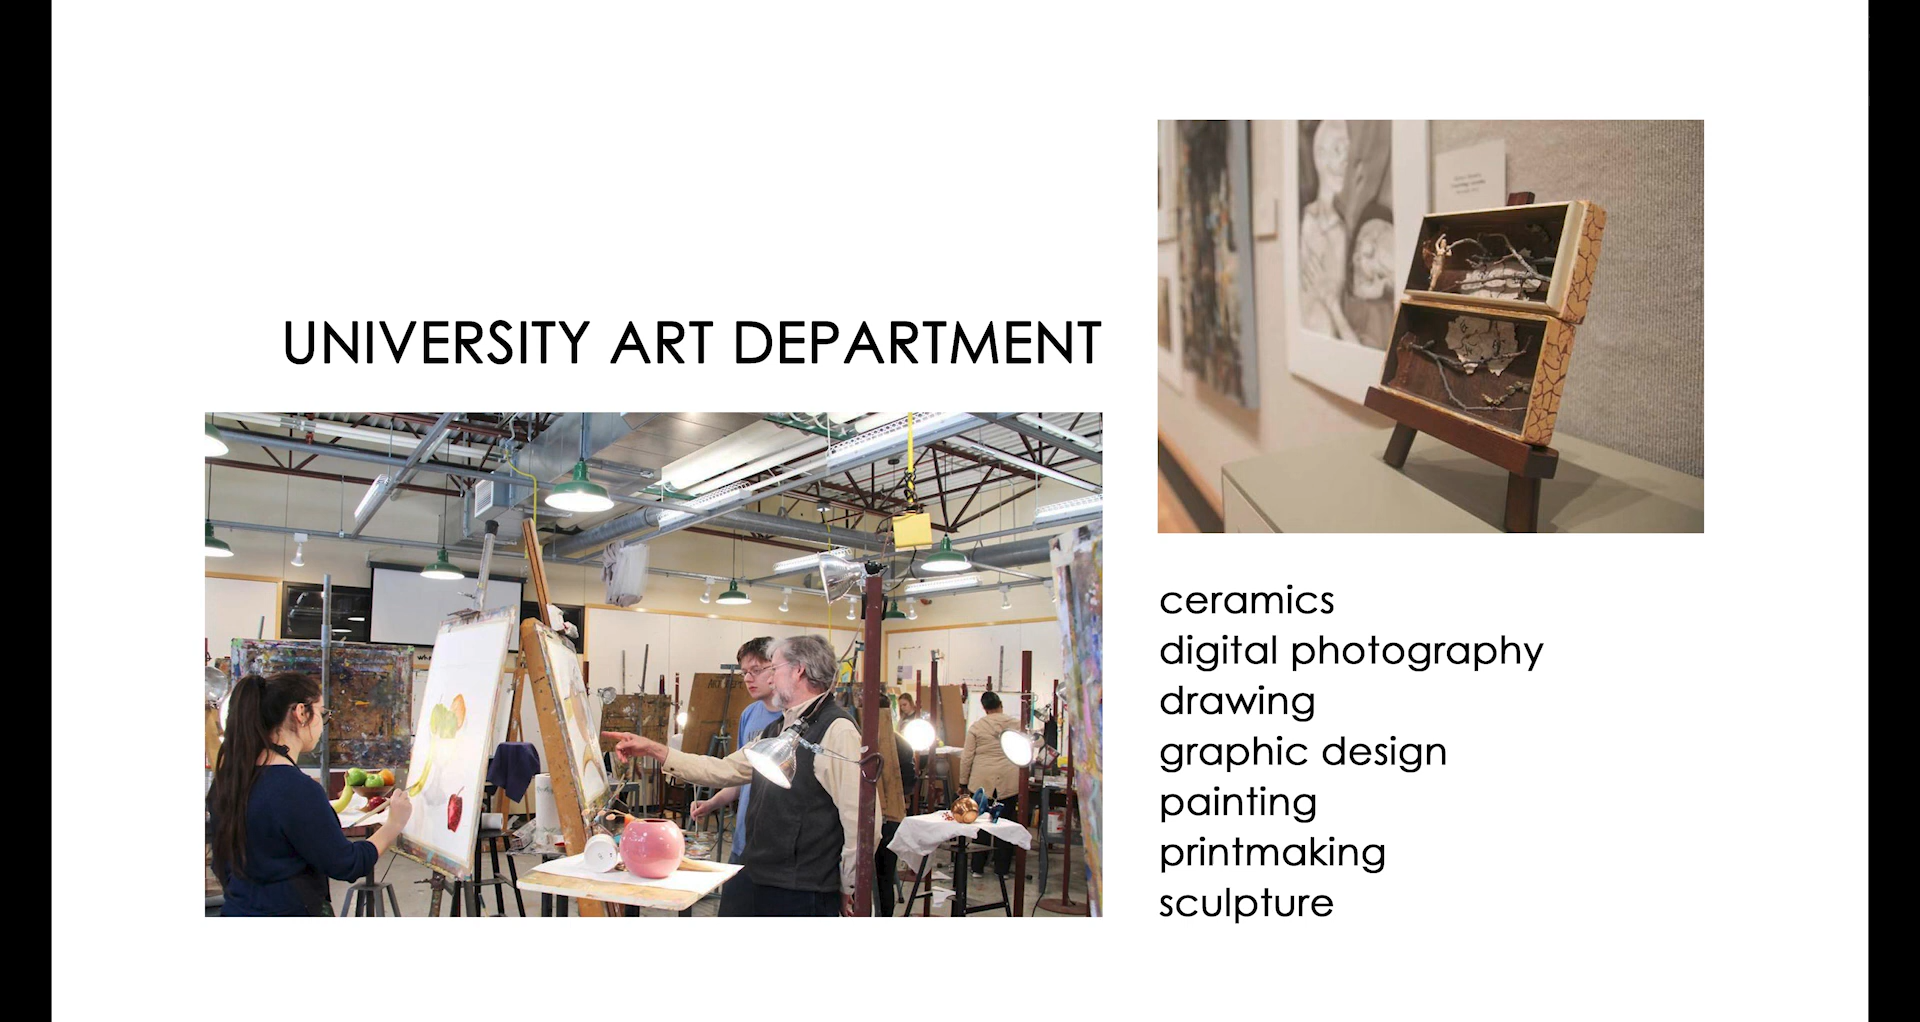 UNIVERSITY ART DEPARTMENT
ceramics
digital photography
drawing
graphic design
painting
printmaking
sculpture